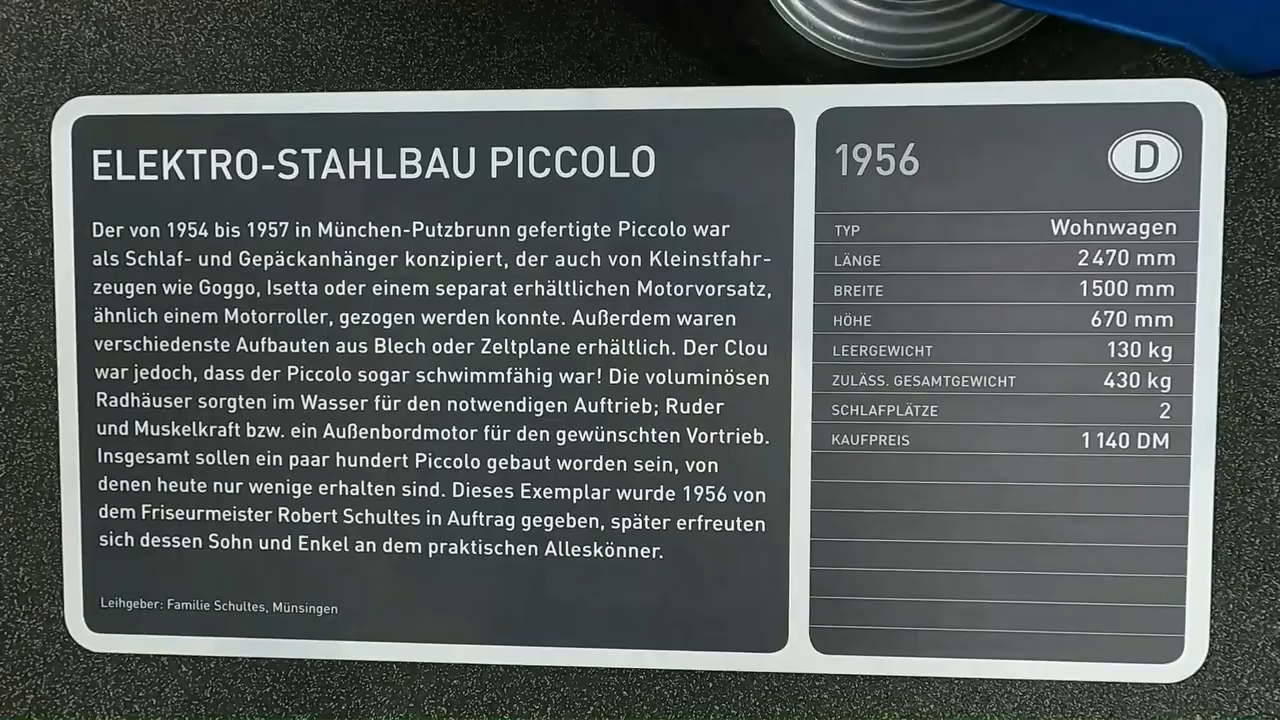 ELEKTRO-STAHLBAU PICCOLO
Der von 1954 bis 1957 in München-Putzbrunn gefertigte Piccolo war
als Schlaf- und Gepäckanhänger konzipiert, der auch von Kleinstfahr-
zeugen wie Goggo, Isetta oder einem separat erhältlichen Motorvorsatz,
ähnlich einem Motorroller, gezogen werden konnte. Außerdem waren
verschiedenste Aufbauten aus Blech oder Zeltplane erhältlich. Der Clou
war jedoch, dass der Piccolo sogar schwimmfähig war! Die voluminösen
Radhäuser sorgten im Wasser für den notwendigen Auftrieb; Ruder
und Muskelkraft bzw. ein Außenbordmotor für den gewünschten Vortrieb.
Insgesamt sollen ein paar hundert Piccolo gebaut worden sein, von
denen heute nur wenige erhalten sind. Dieses Exemplar wurde 1956 von
dem Friseurmeister Robert Schultes in Auftrag gegeben, später erfreuten
sich dessen Sohn und Enkel an dem praktischen Alleskönner.
Leihgeber: Familie Schultes, Münsingen
1956 D
TYP Wohnwagen
LÄNGE 2470 mm
BREITE 1500 mm
HÖHE 670 mm
LEERGEWICHT 130 kg
ZULÄSS. GESAMTGEWICHT 430 kg
SCHLAFPLÄTZE 2
KAUFPREIS 1140 DM